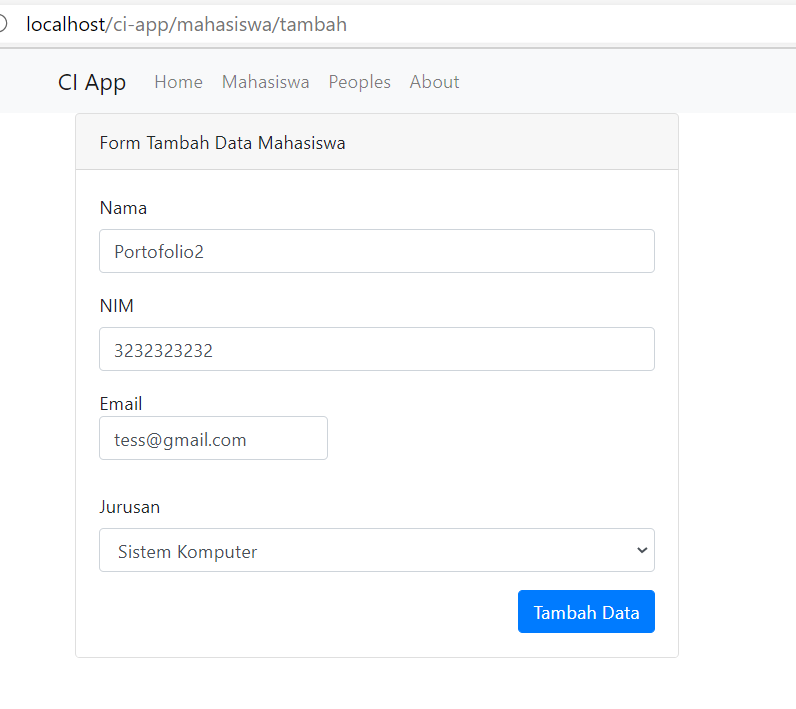 localhost/ci-app/mahasiswa/tambah
CI App Home Mahasiswa Peoples About
Form Tambah Data Mahasiswa
Nama
Portofolio2
NIM
3232323232
Email
tess@gmail.com
Jurusan
Sistem Komputer
Tambah Data